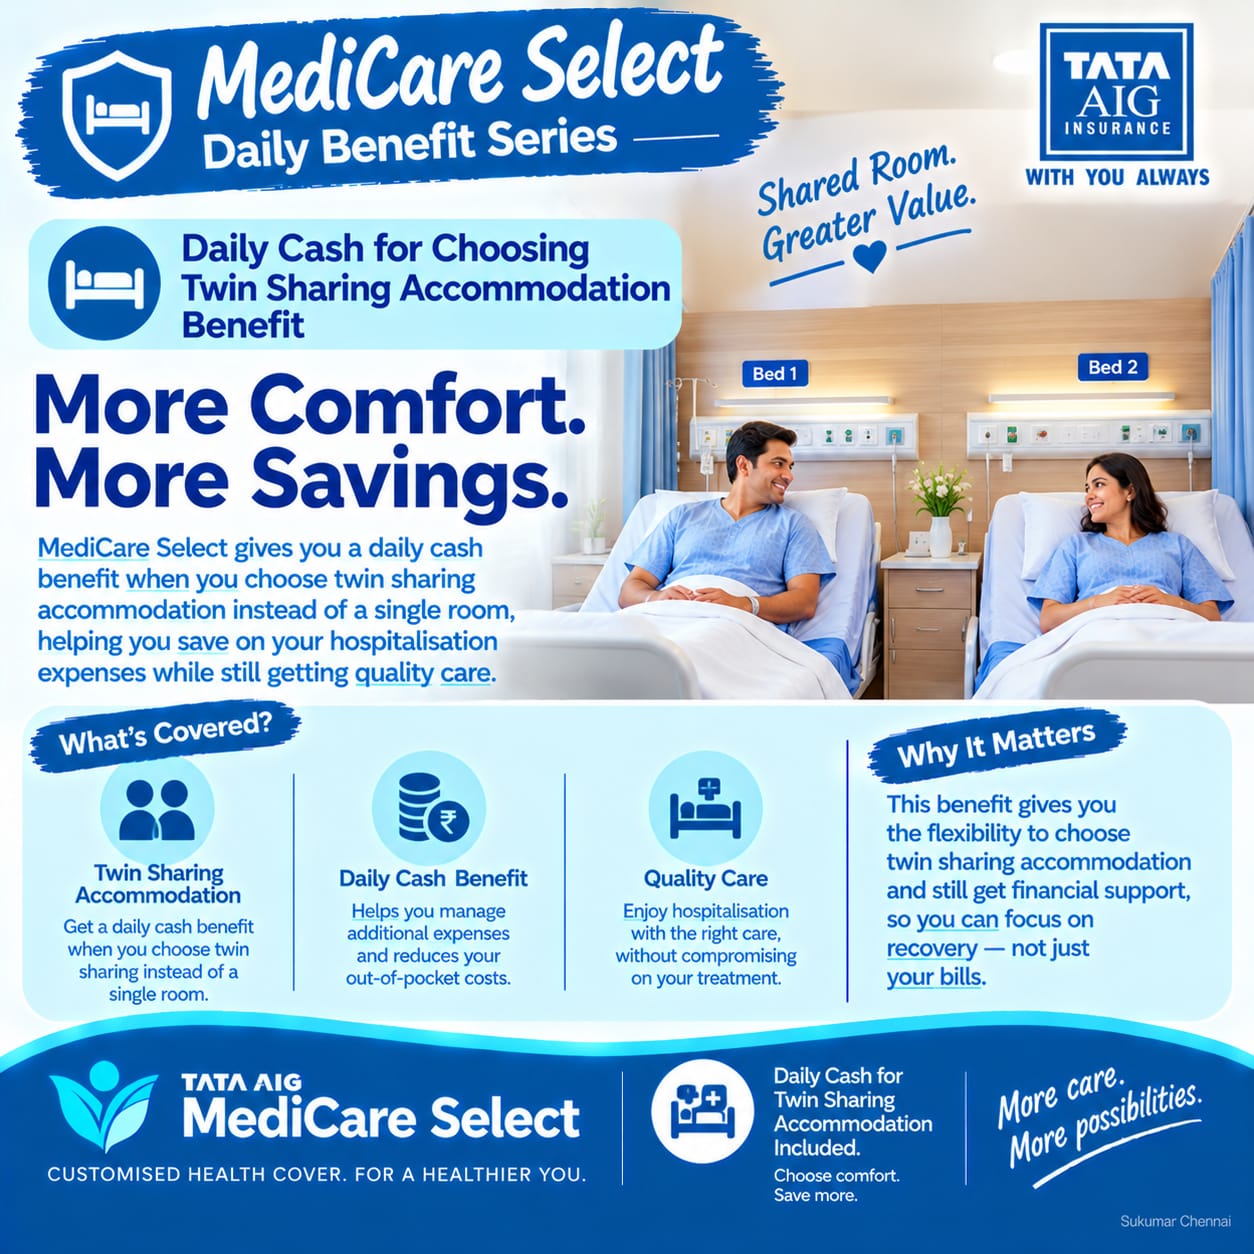 MediCare Select
Daily Benefit Series
TATA
AIG
INSURANCE
WITH YOU ALWAYS
Shared Room.
Greater Value.
Daily Cash for Choosing
Twin Sharing Accommodation
Benefit
More Comfort.
More Savings.
MediCare Select gives you a daily cash
benefit when you choose twin sharing
accommodation instead of a single room,
helping you save on your hospitalisation
expenses while still getting quality care.
Bed 1
Bed 2
What's Covered?
Twin Sharing
Accommodation
Get a daily cash benefit
when you choose twin
sharing instead of a
single room.
₹
Daily Cash Benefit
Helps you manage
additional expenses
and reduces your
out-of-pocket costs.
Quality Care
Enjoy hospitalisation
with the right care,
without compromising
on your treatment.
Why It Matters
This benefit gives you
the flexibility to choose
twin sharing accommodation
and still get financial support,
so you can focus on
recovery — not just
your bills.
TATA AIG
MediCare Select
CUSTOMISED HEALTH COVER. FOR A HEALTHIER YOU.
Daily Cash for
Twin Sharing
Accommodation
Included.
Choose comfort.
Save more.
More care.
More possibilities.
Sukumar Chennai